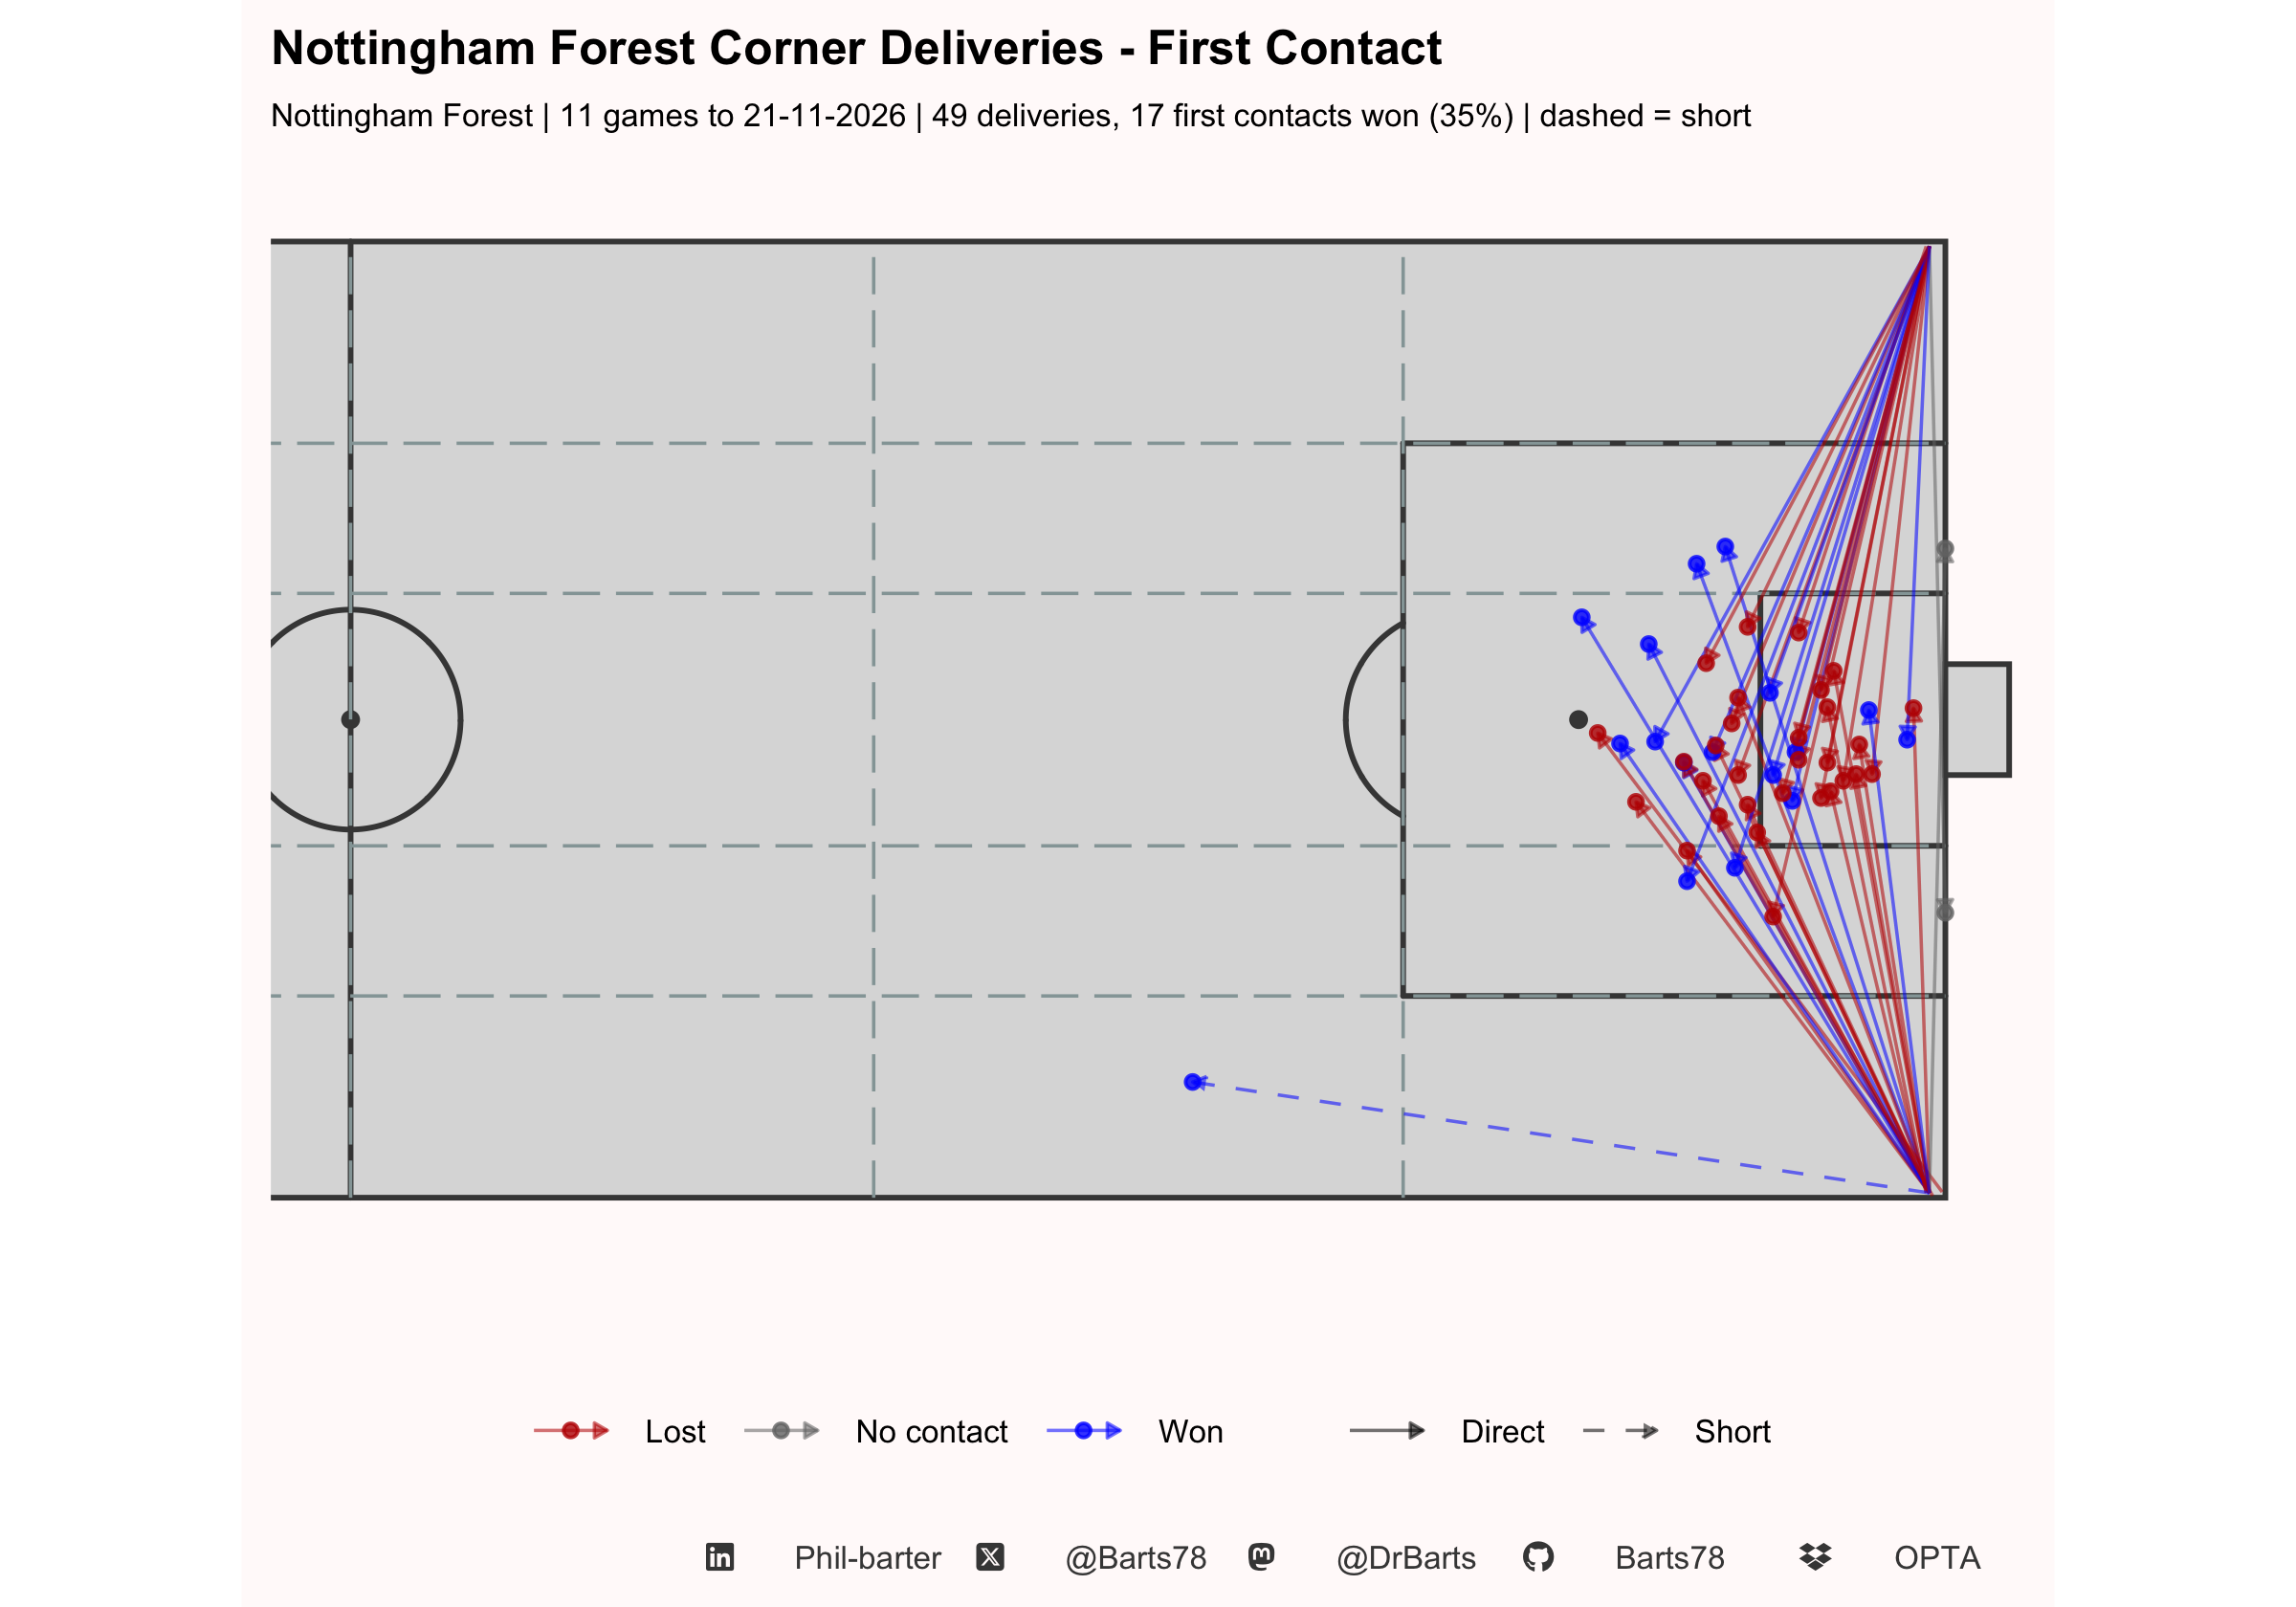 Nottingham Forest Corner Deliveries - First Contact
Nottingham Forest | 11 games to 21-11-2026 | 49 deliveries, 17 first contacts won (35%) | dashed = short
Lost No contact Won Direct Short
Phil-barter @Barts78 @DrBarts Barts78 OPTA